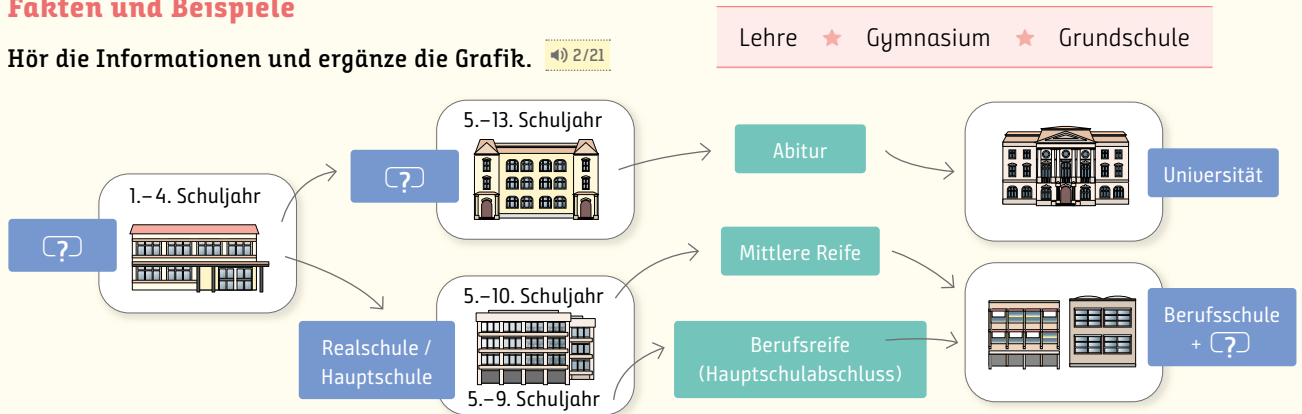 Fakten und Beispiele
Hör die Informationen und ergänze die Grafik. 2/21
Lehre ★ Gymnasium ★ Grundschule
?
1.–4. Schuljahr
?
5.–13. Schuljahr
Abitur
Universität
Realschule /
Hauptschule
5.–10. Schuljahr
5.–9. Schuljahr
Mittlere Reife
Berufsreife
(Hauptschulabschluss)
Berufsschule
+ ?